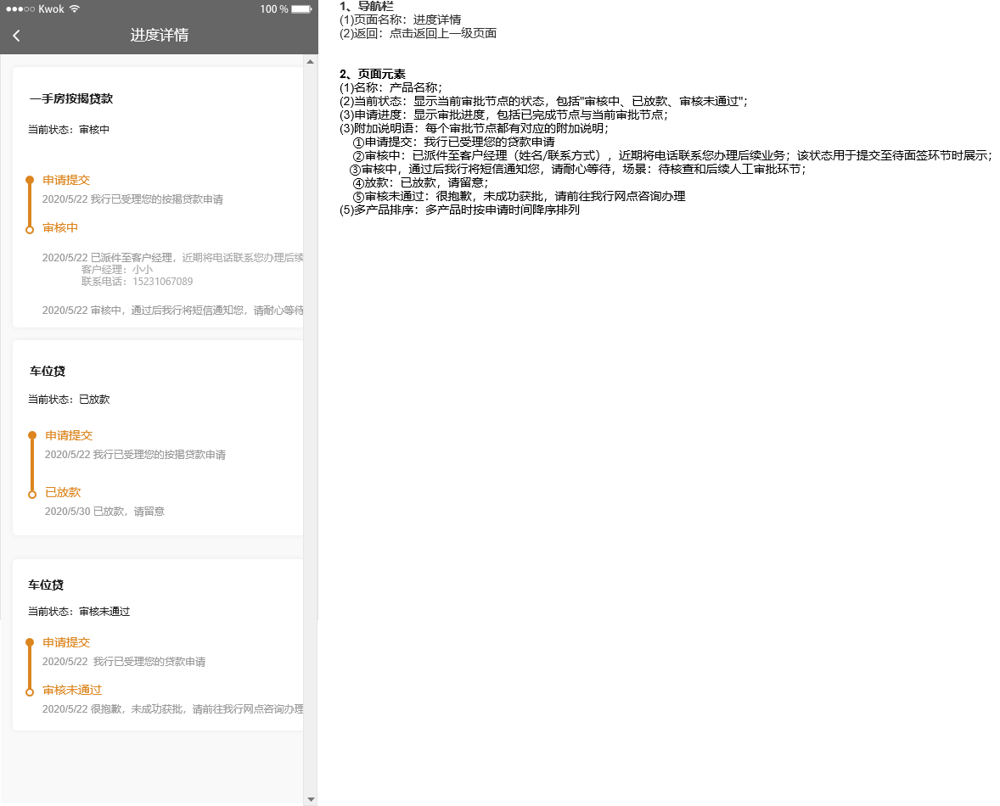 Kwok
100 %
进度详情
一手房按揭贷款
当前状态：审核中
申请提交
2020/5/22 我行已受理您的按揭贷款申请
审核中
2020/5/22 已派件至客户经理，近期将电话联系您办理后续
客户经理：小小
联系电话：15231067089
2020/5/22 审核中，通过后我行将短信通知您，请耐心等待
车位贷
当前状态：已放款
申请提交
2020/5/22 我行已受理您的按揭贷款申请
已放款
2020/5/30 已放款，请留意
车位贷
当前状态：审核未通过
申请提交
2020/5/22 我行已受理您的贷款申请
审核未通过
2020/5/22 很抱歉，未成功获批，请前往我行网点咨询办理
1、导航栏
(1)页面名称：进度详情
(2)返回：点击返回上一级页面
2、页面元素
(1)名称：产品名称；
(2)当前状态：显示当前审批节点的状态，包括"审核中、已放款、审核未通过"；
(3)申请进度：显示审批进度，包括已完成节点与当前审批节点；
(3)附加说明语：每个审批节点都有对应的附加说明；
①申请提交：我行已受理您的贷款申请
②审核中：已派件至客户经理（姓名/联系方式），近期将电话联系您办理后续业务；该状态用于提交至待面签环节时展示；
③审核中，通过后我行将短信通知您，请耐心等待，场景：待核查和后续人工审批环节；
④放款：已放款，请留意；
⑤审核未通过：很抱歉，未成功获批，请前往我行网点咨询办理
(5)多产品排序：多产品时按申请时间降序排列